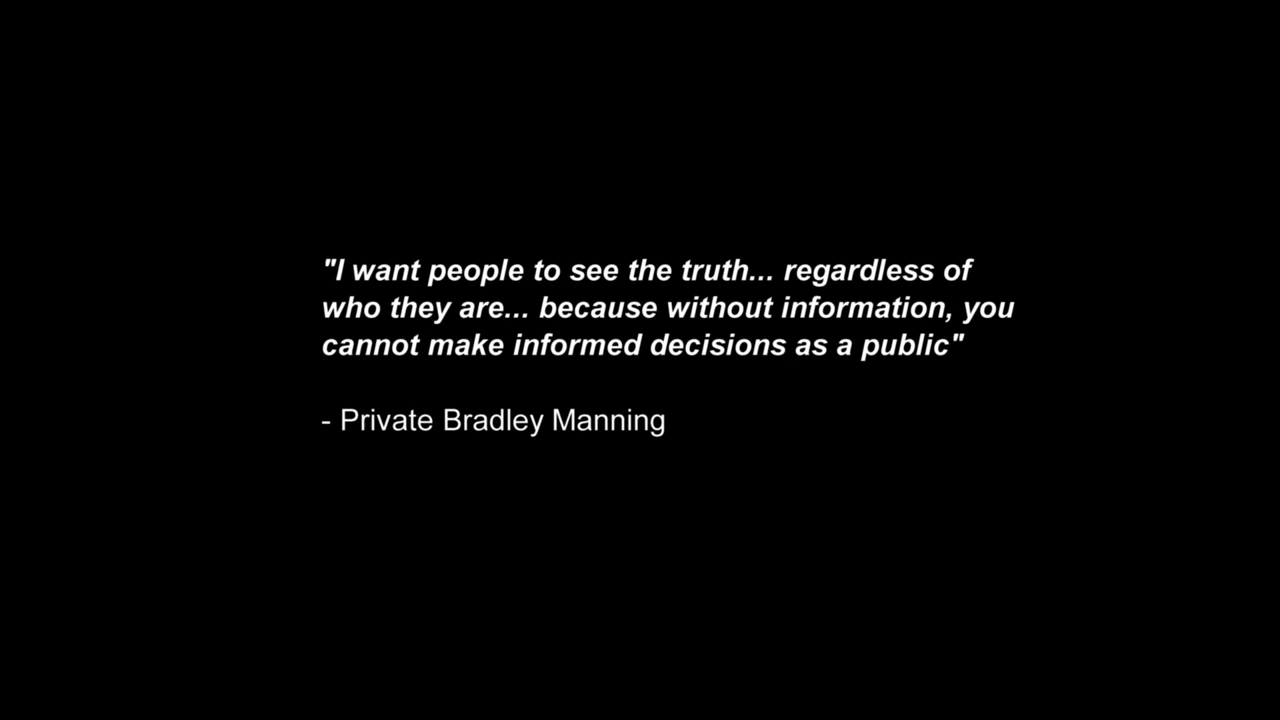 "I want people to see the truth... regardless of
who they are... because without information, you
cannot make informed decisions as a public"
- Private Bradley Manning